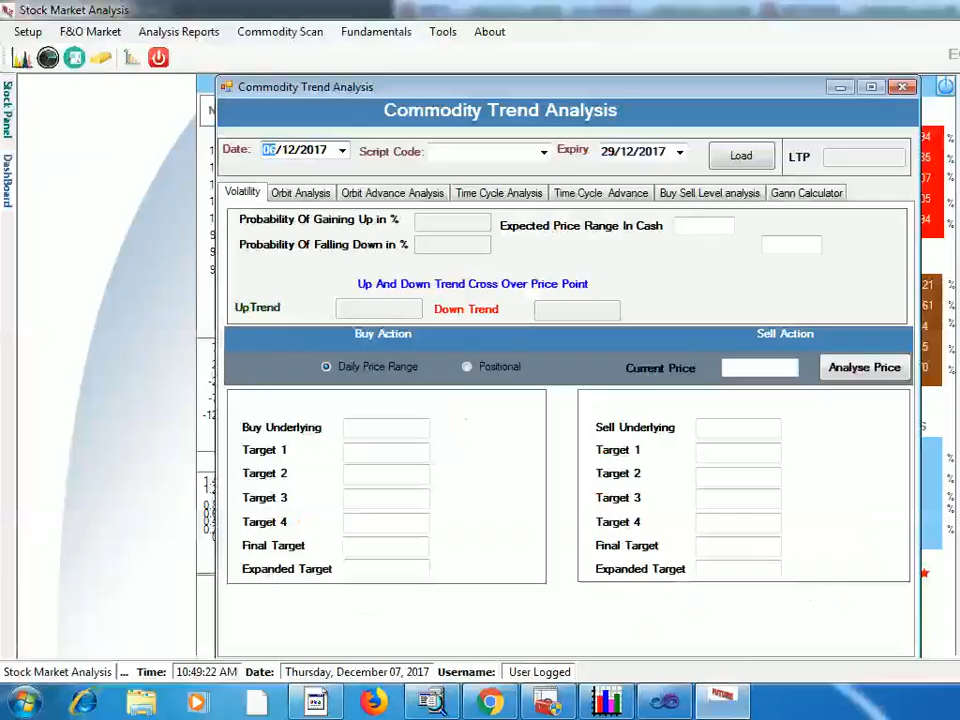 Stock Market Analysis
Setup F&O Market Analysis Reports Commodity Scan Fundamentals Tools About
Stock Panel
DashBoard
Commodity Trend Analysis
Commodity Trend Analysis
Date: 06/12/2017 Script Code: Expiry 29/12/2017 Load LTP
Volatility Orbit Analysis Orbit Advance Analysis Time Cycle Analysis Time Cycle Advance Buy Sell Level analysis Gann Calculator
Probability Of Gaining Up in % Expected Price Range In Cash
Probability Of Falling Down in %
Up And Down Trend Cross Over Price Point
UpTrend Down Trend
Buy Action Sell Action
Daily Price Range Positional Current Price Analyse Price
Buy Underlying Sell Underlying
Target 1 Target 1
Target 2 Target 2
Target 3 Target 3
Target 4 Target 4
Final Target Final Target
Expanded Target Expanded Target
Stock Market Analysis ... Time: 10:49:22 AM Date: Thursday, December 07, 2017 Username: User Logged
FUTURE